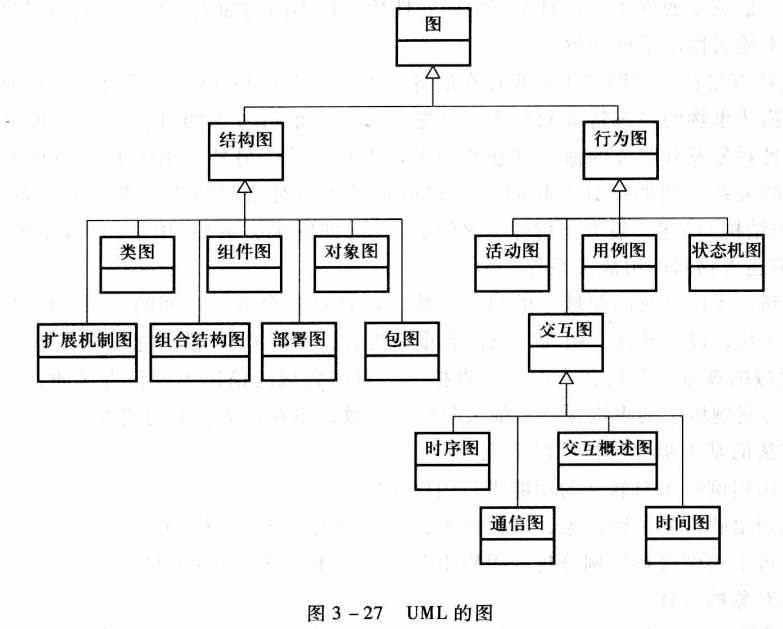 图
结构图
行为图
类图
组件图
对象图
活动图
用例图
状态机图
扩展机制图
组合结构图
部署图
包图
交互图
时序图
交互概述图
通信图
时间图
图 3-27 UML 的图